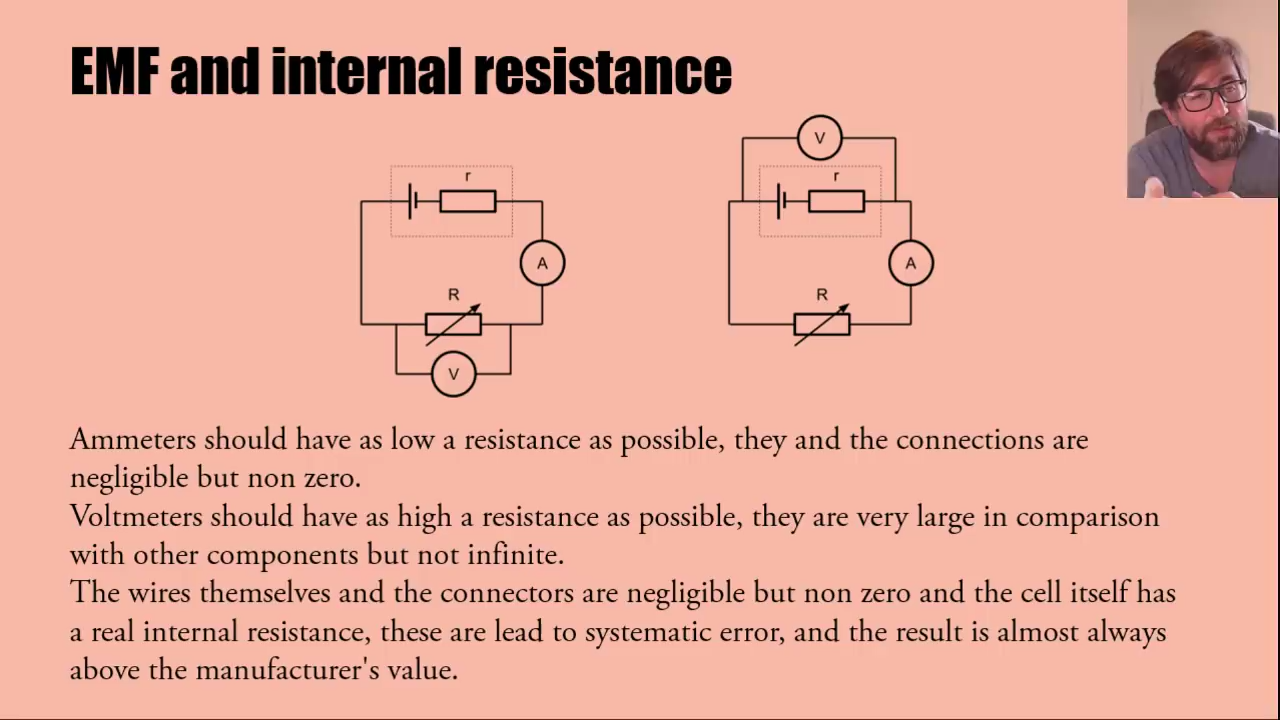 EMF and internal resistance
V
r
r
A
A
R
R
V
Ammeters should have as low a resistance as possible, they and the connections are
negligible but non zero.
Voltmeters should have as high a resistance as possible, they are very large in comparison
with other components but not infinite.
The wires themselves and the connectors are negligible but non zero and the cell itself has
a real internal resistance, these are lead to systematic error, and the result is almost always
above the manufacturer's value.